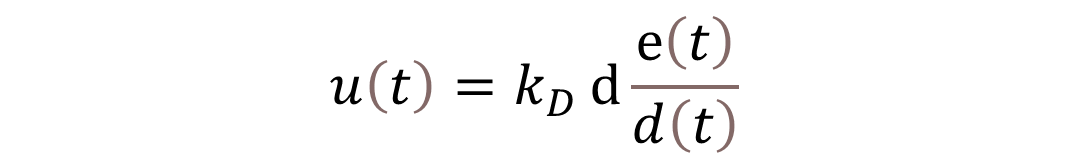 u(t) = k_D d e(t)/d(t)